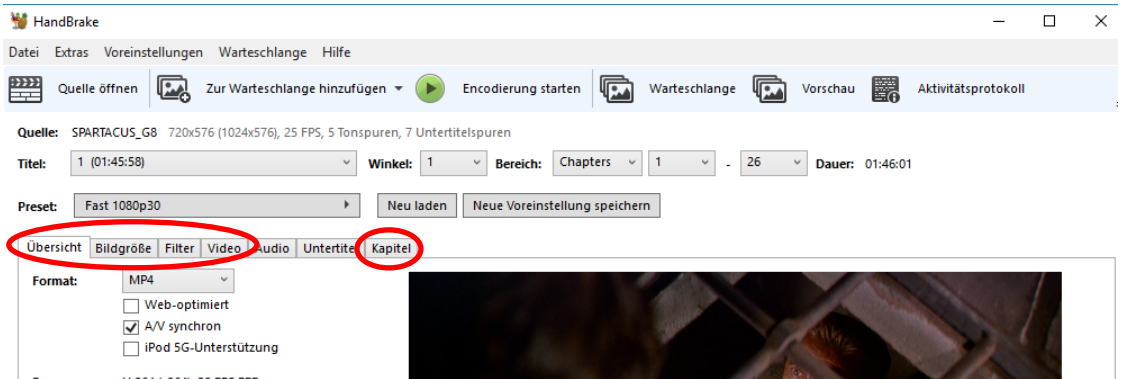 HandBrake
Datei Extras Voreinstellungen Warteschlange Hilfe
Quelle öffnen Zur Warteschlange hinzufügen Encodierung starten Warteschlange Vorschau Aktivitätsprotokoll
Quelle: SPARTACUS_G8 720x576 (1024x576), 25 FPS, 5 Tonspuren, 7 Untertitelspuren
Titel: 1 (01:45:58) Winkel: 1 Bereich: Chapters 1 - 26 Dauer: 01:46:01
Preset: Fast 1080p30 Neu laden Neue Voreinstellung speichern
Übersicht Bildgröße Filter Video Audio Untertitel Kapitel
Format: MP4
Web-optimiert
A/V synchron
iPod 5G-Unterstützung